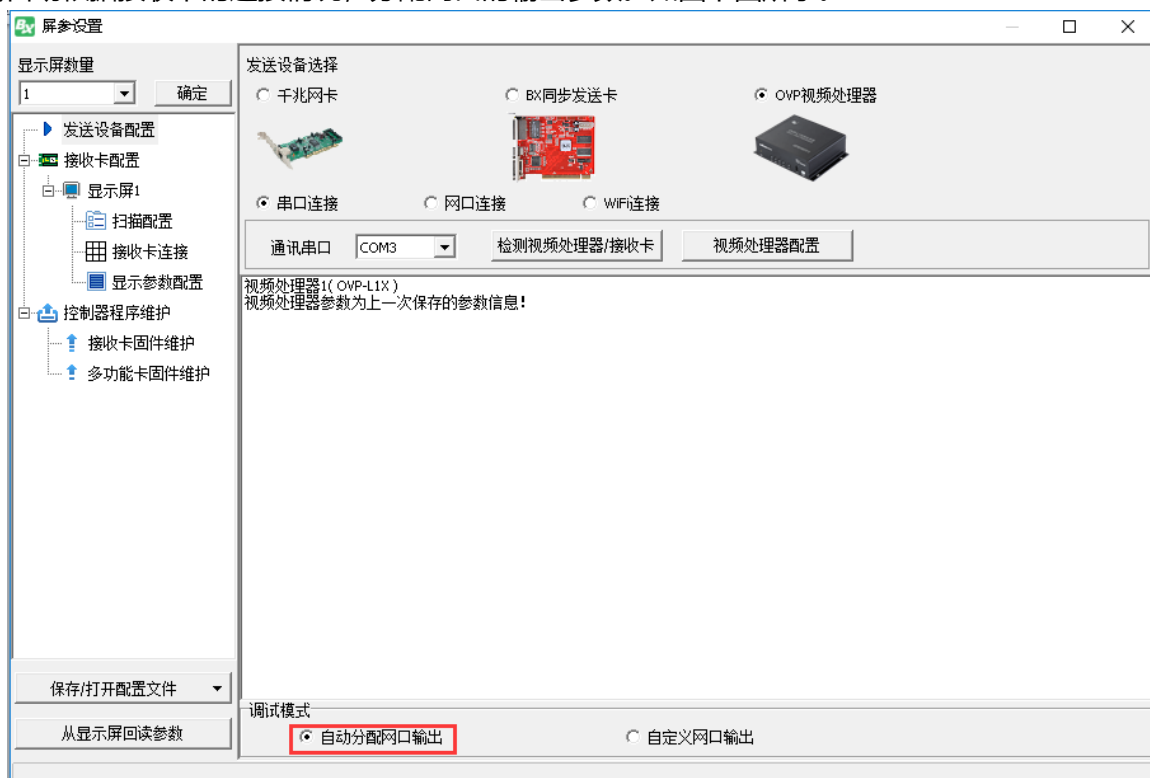 屏参设置
显示屏数量
1
确定
发送设备配置
接收卡配置
显示屏1
扫描配置
接收卡连接
显示参数配置
控制器程序维护
接收卡固件维护
多功能卡固件维护
保存/打开配置文件
从显示屏回读参数
发送设备选择
千兆网卡 BX同步发送卡 OVP视频处理器
串口连接 网口连接 WiFi连接
通讯串口 COM3 检测视频处理器/接收卡 视频处理器配置
视频处理器1( OVP-L1X )
视频处理器参数为上一次保存的参数信息!
调试模式
自动分配网口输出 自定义网口输出